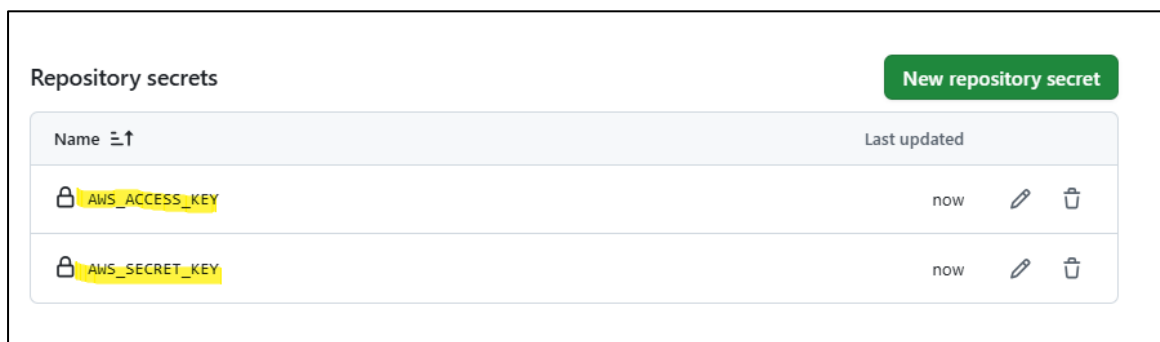 Repository secrets
New repository secret
Name
Last updated
AWS_ACCESS_KEY
now
AWS_SECRET_KEY
now